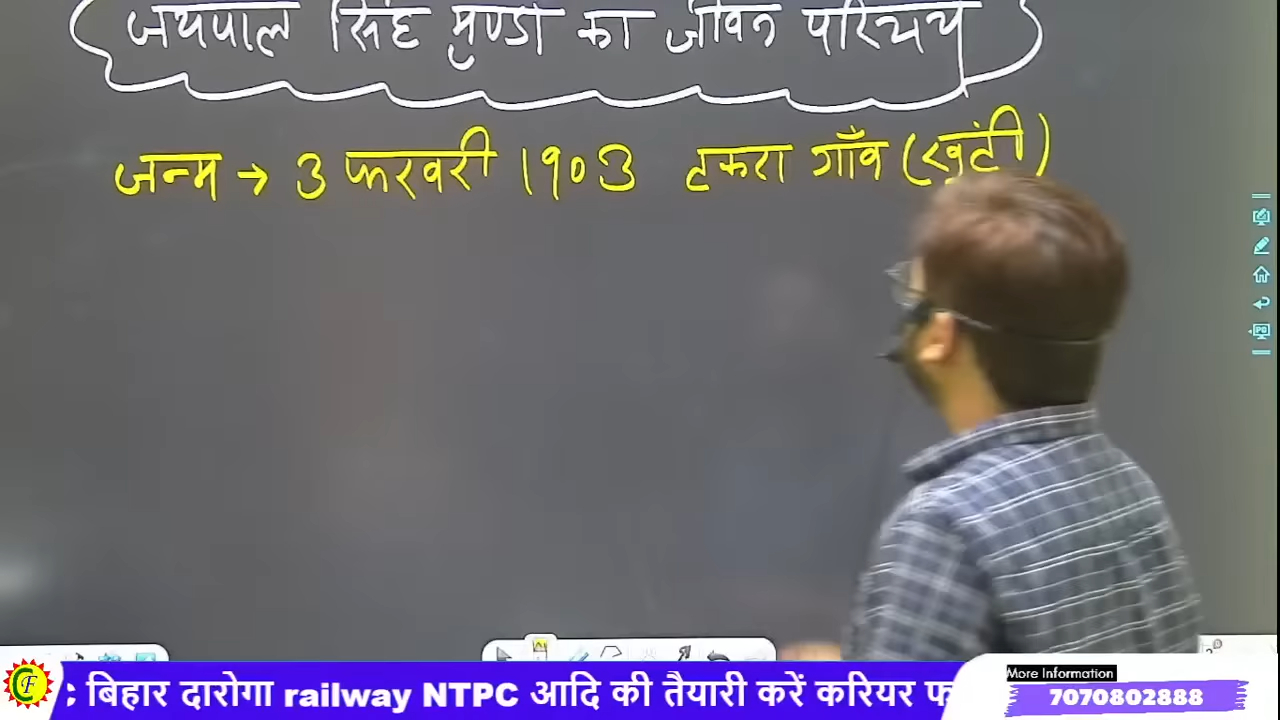 जयपाल सिंह मुण्डा का जीवन परिचय
जन्म → 3 फरवरी 1903 टकरा गाँव (खुंटी)
: बिहार दारोगा railway NTPC आदि की तैयारी करें करियर फ
More Information
7070802888